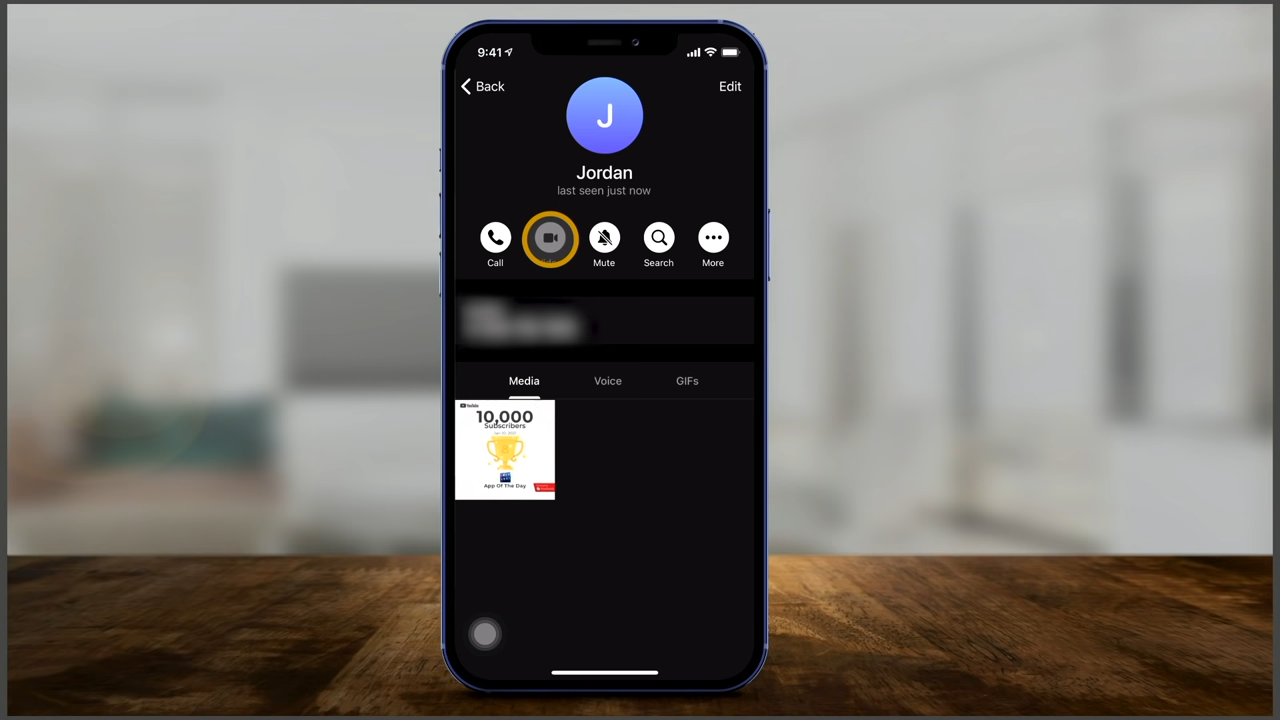 9:41
Back
Edit
J
Jordan
last seen just now
Call
Mute
Search
More
Media
Voice
GIFs
YouTube
10,000
Subscribers
App Of The Day